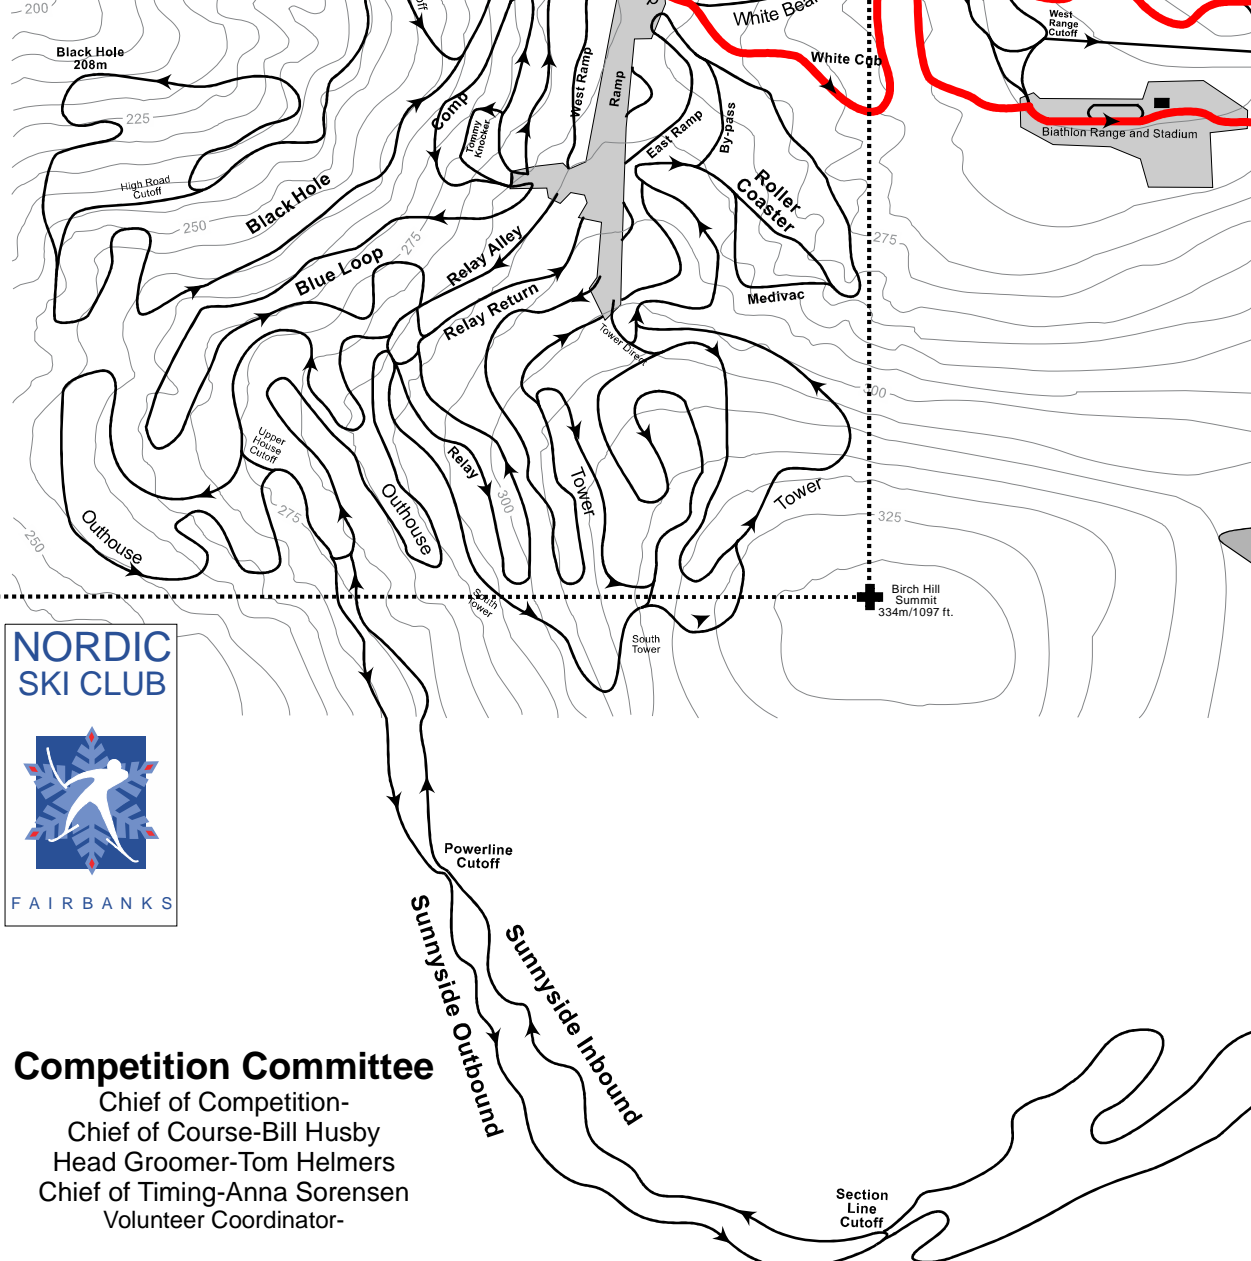 200
off
White Bear
West
Range
Cutoff
Black Hole
208m
White Cub
West Ramp
Ramp
Comp
Tommy
Knocker
By-pass
East Ramp
225
Biathlon Range and Stadium
High Road
Cutoff
Black Hole
Roller
Coaster
250
275
Relay Alley
275
Blue Loop
Medivac
Relay Return
Tower Direct
300
Upper
House
Cutoff
Relay
Tower
Tower
Outhouse
300
275
325
Outhouse
250
South
Tower
Birch Hill
Summit
334m/1097 ft.
South
Tower
NORDIC
SKI CLUB
FAIRBANKS
Powerline
Cutoff
Sunnyside Outbound
Sunnyside Inbound
Competition Committee
Chief of Competition-
Chief of Course-Bill Husby
Head Groomer-Tom Helmers
Chief of Timing-Anna Sorensen
Volunteer Coordinator-
Section
Line
Cutoff